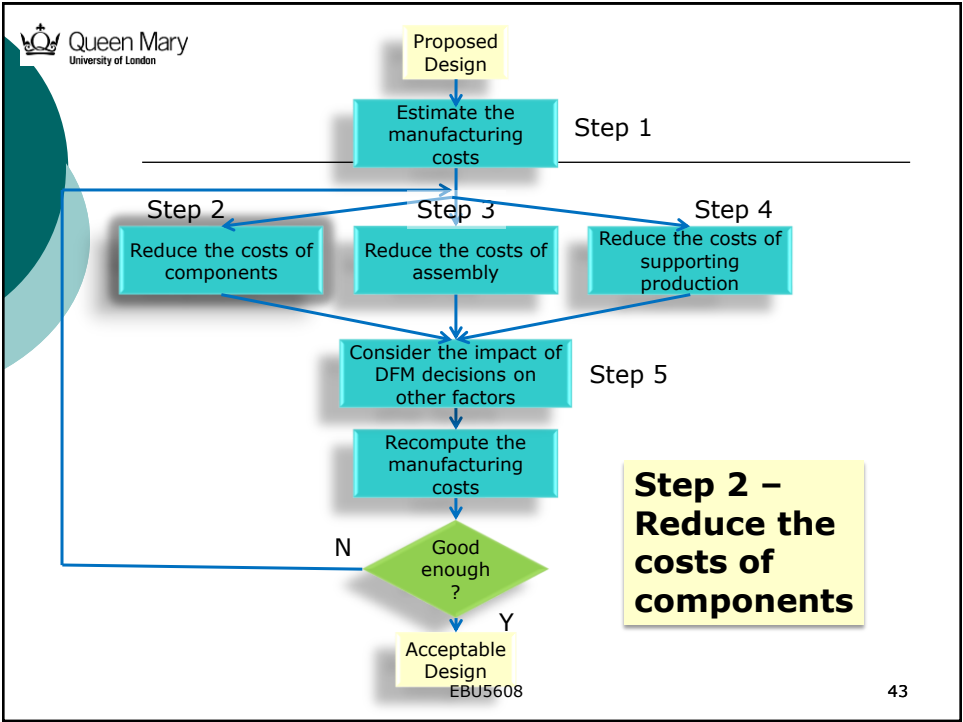 Queen Mary
University of London
Proposed
Design
Estimate the
manufacturing
costs
Step 1
Step 2
Step 3
Step 4
Reduce the costs of
components
Reduce the costs of
assembly
Reduce the costs of
supporting
production
Consider the impact of
DFM decisions on
other factors
Step 5
Recompute the
manufacturing
costs
Step 2 –
Reduce the
costs of
components
N
Good
enough
?
Y
Acceptable
Design
EBU5608
43